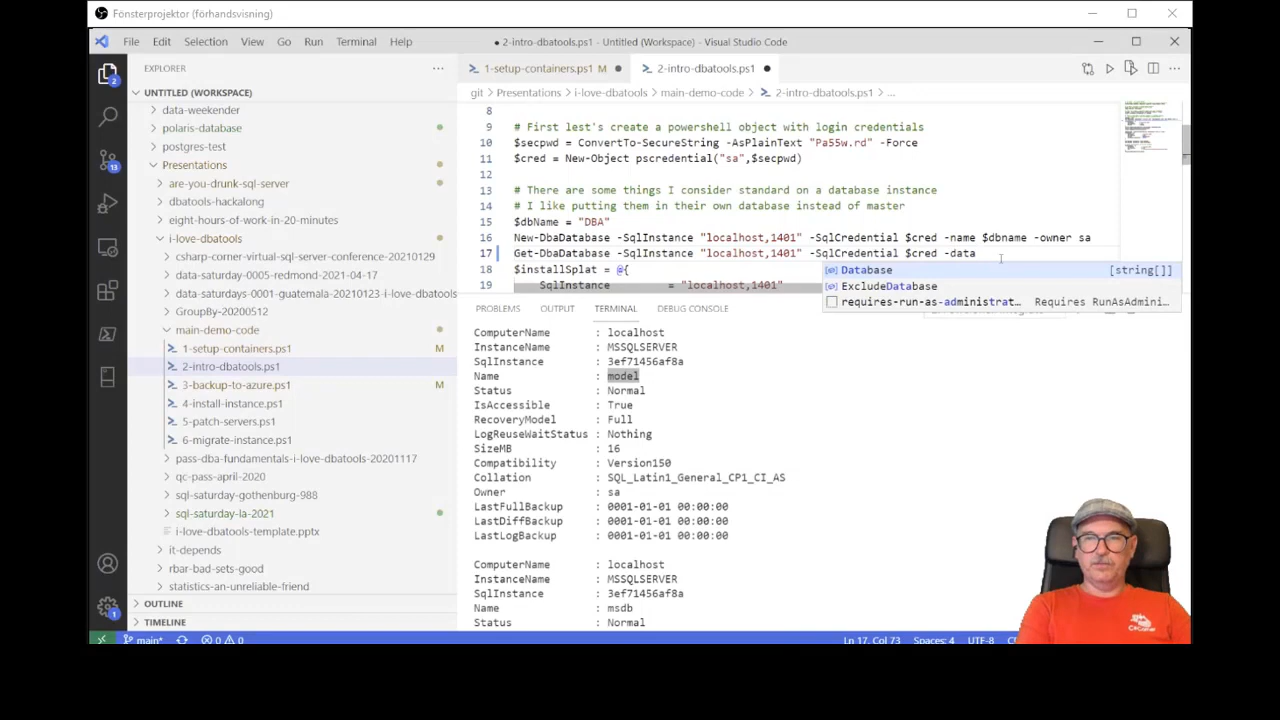 Fönsterprojektor (förhandsvisning)
File Edit Selection View Go Run Terminal Help
● 2-intro-dbatools.ps1 - Untitled (Workspace) - Visual Studio Code
EXPLORER
UNTITLED (WORKSPACE)
data-weekender
polaris-database
postgres-test
Presentations
are-you-drunk-sql-server
dbatools-hackalong
eight-hours-of-work-in-20-minutes
i-love-dbatools
csharp-corner-virtual-sql-server-conference-20210129
data-saturday-0005-redmond-2021-04-17
data-saturdays-0001-guatemala-20210123-i-love-dbatools
GroupBy-20200512
main-demo-code
1-setup-containers.ps1 M
2-intro-dbatools.ps1
3-backup-to-azure.ps1 M
4-install-instance.ps1
5-patch-servers.ps1
6-migrate-instance.ps1
pass-dba-fundamentals-i-love-dbatools-20201117
qc-pass-april-2020
sql-saturday-gothenburg-988
sql-saturday-la-2021
i-love-dbatools-template.pptx
it-depends
rbar-bad-sets-good
statistics-an-unreliable-friend
OUTLINE
TIMELINE
2
13
1
1-setup-containers.ps1 M ● 2-intro-dbatools.ps1 ●
git > Presentations > i-love-dbatools > main-demo-code > 2-intro-dbatools.ps1 > ...
8
9 # First lest's create a powershell object with login credentials
10 $secpwd = ConvertTo-SecureString -AsPlainText "Pa55w.rd" -Force
11 $cred = New-Object pscredential("sa",$secpwd)
12
13 # There are some things I consider standard on a database instance
14 # I like putting them in their own database instead of master
15 $dbName = "DBA"
16 New-DbaDatabase -SqlInstance "localhost,1401" -SqlCredential $cred -name $dbname -owner sa
17 Get-DbaDatabase -SqlInstance "localhost,1401" -SqlCredential $cred -data
18 $installSplat = @{
19 SqlInstance = "localhost,1401"
Database [string[]]
ExcludeDatabase
requires-run-as-administrat… Requires RunAsAdmini…
PROBLEMS OUTPUT TERMINAL DEBUG CONSOLE
ComputerName : localhost
InstanceName : MSSQLSERVER
SqlInstance : 3ef71456af8a
Name : model
Status : Normal
IsAccessible : True
RecoveryModel : Full
LogReuseWaitStatus : Nothing
SizeMB : 16
Compatibility : Version150
Collation : SQL_Latin1_General_CP1_CI_AS
Owner : sa
LastFullBackup : 0001-01-01 00:00:00
LastDiffBackup : 0001-01-01 00:00:00
LastLogBackup : 0001-01-01 00:00:00
ComputerName : localhost
InstanceName : MSSQLSERVER
SqlInstance : 3ef71456af8a
Name : msdb
Status : Normal
main* 0 0 Ln 17, Col 73 Spaces: 4 UTF-8